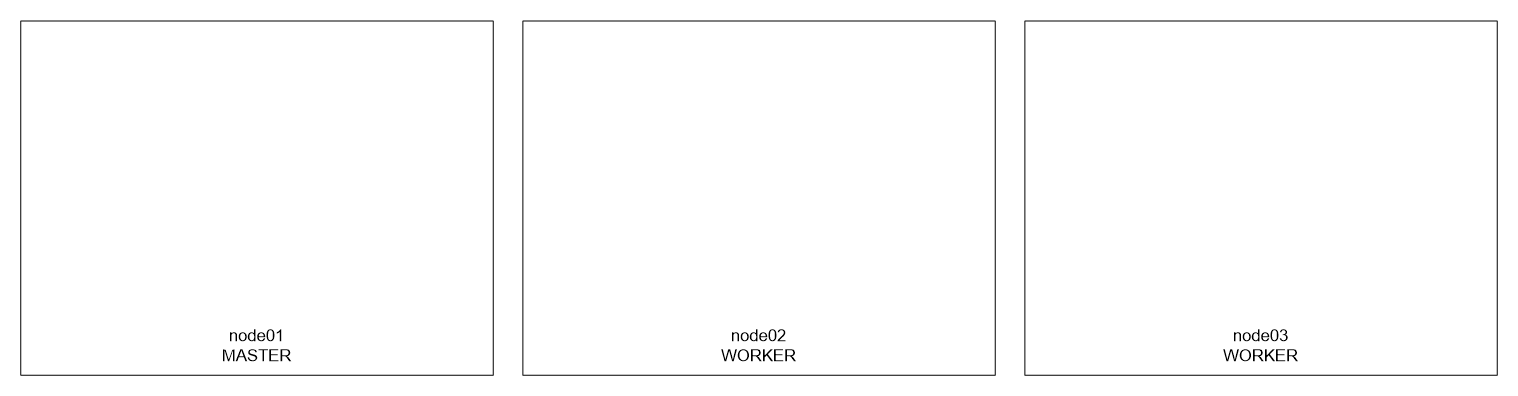 node01
MASTER
node02
WORKER
node03
WORKER